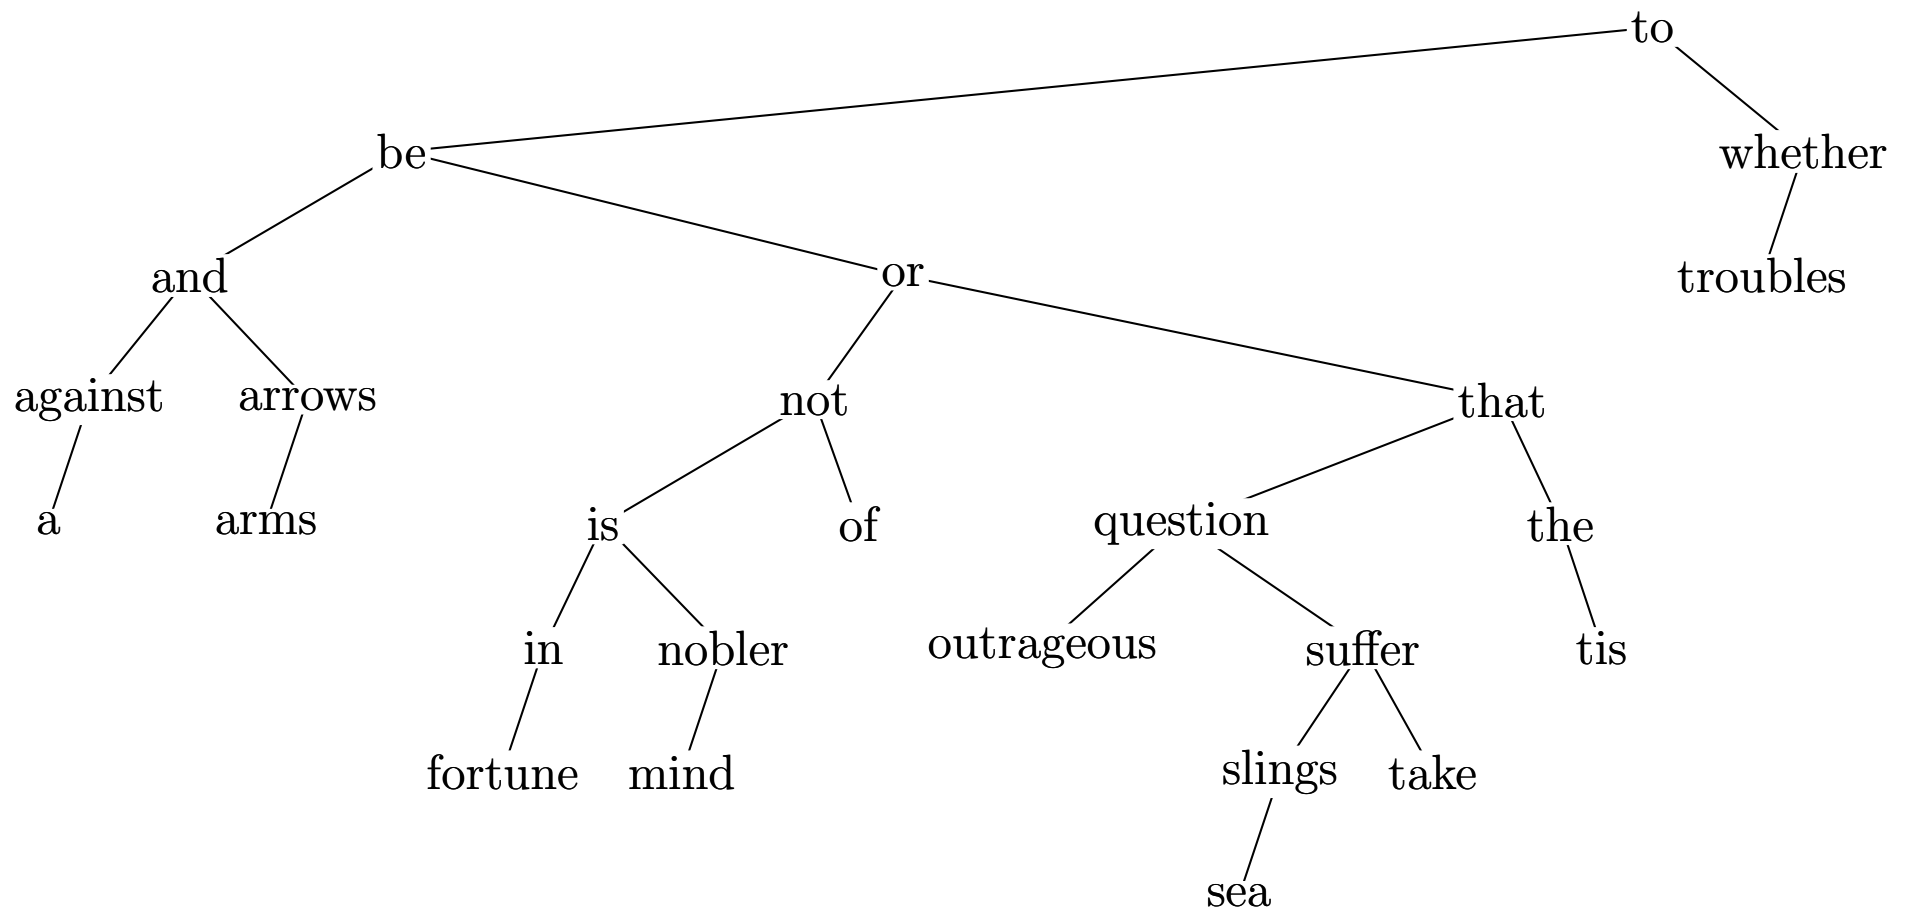 to
be whether
and or troubles
against arrows not that
a arms is of question the
in nobler outrageous suffer tis
fortune mind slings take
sea